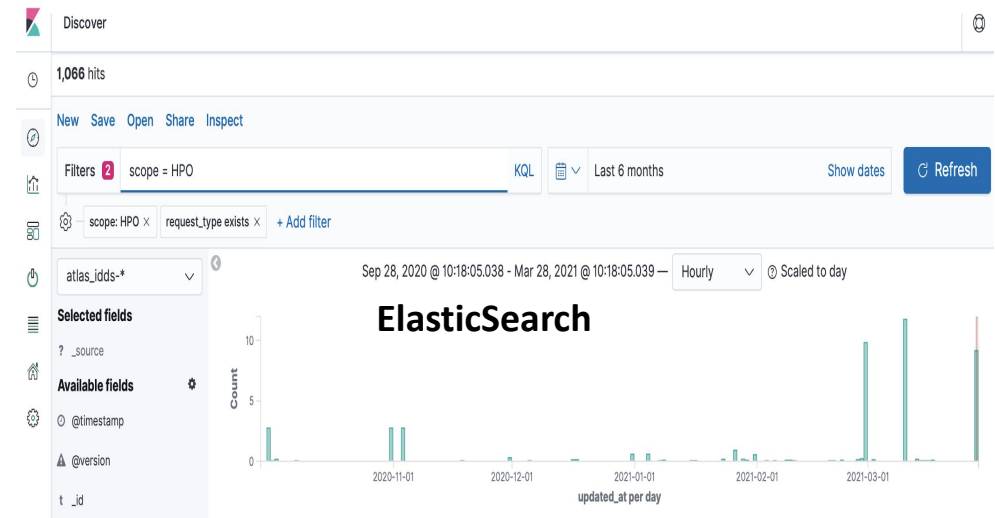 Discover
1,066 hits
New Save Open Share Inspect
Filters 2 scope = HPO KQL Last 6 months Show dates Refresh
scope: HPO × request_type exists × + Add filter
atlas_idds-*
Sep 28, 2020 @ 10:18:05.038 - Mar 28, 2021 @ 10:18:05.039 — Hourly Scaled to day
Selected fields
? _source
Available fields
@timestamp
@version
t _id
ElasticSearch
Count
10
5
0
2020-11-01 2020-12-01 2021-01-01 2021-02-01 2021-03-01
updated_at per day